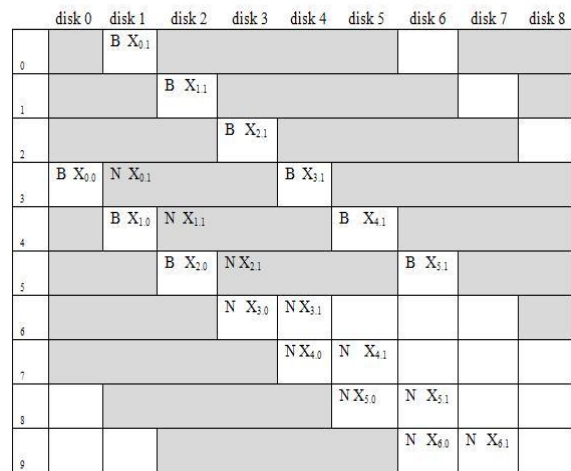 disk 0 disk 1 disk 2 disk 3 disk 4 disk 5 disk 6 disk 7 disk 8
0 B X0.1
1 B X1.1
2 B X2.1
3 B X0.0 N X0.1 B X3.1
4 B X1.0 N X1.1 B X4.1
5 B X2.0 N X2.1 B X5.1
6 N X3.0 N X3.1
7 N X4.0 N X4.1
8 N X5.0 N X5.1
9 N X6.0 N X6.1